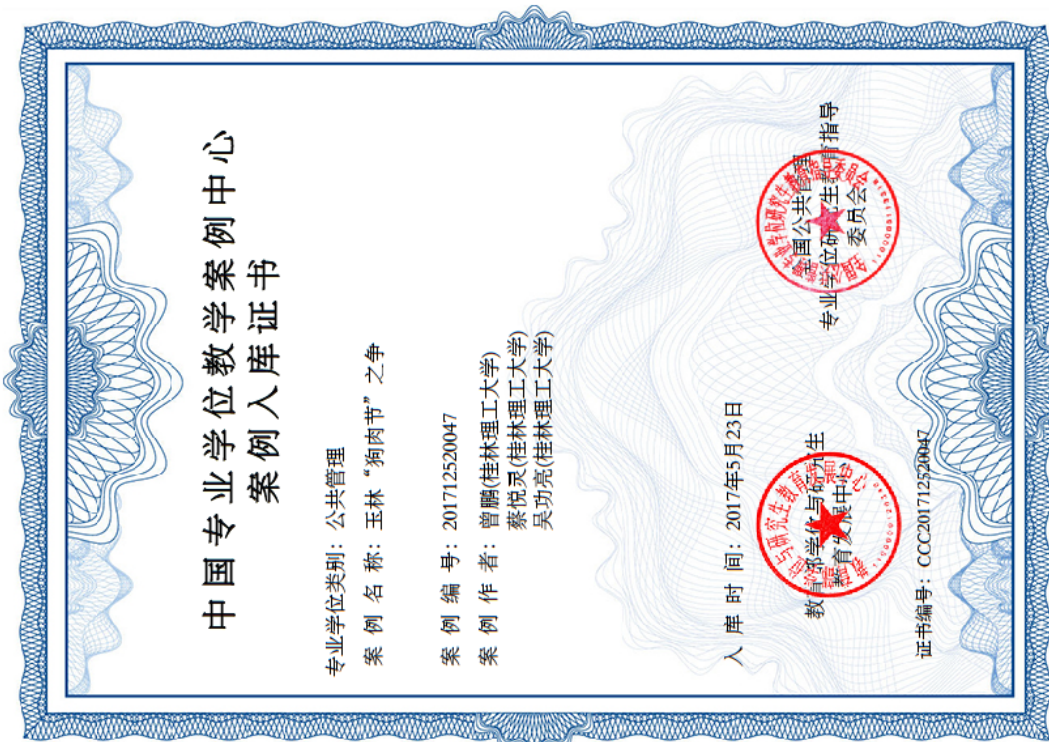 中国专业学位教学案例中心
案例入库证书
专业学位类别：公共管理
案 例 名 称：玉林“狗肉节”之争
案 例 编 号：201712520047
案 例 作 者：曾鹏(桂林理工大学)
蔡悦灵(桂林理工大学)
吴功亮(桂林理工大学)
入 库 时 间：2017年5月23日
教育部学位与研究生
教育发展中心
全国公共管理
专业学位研究生教育指导
委员会
证书编号：CCC201712520047